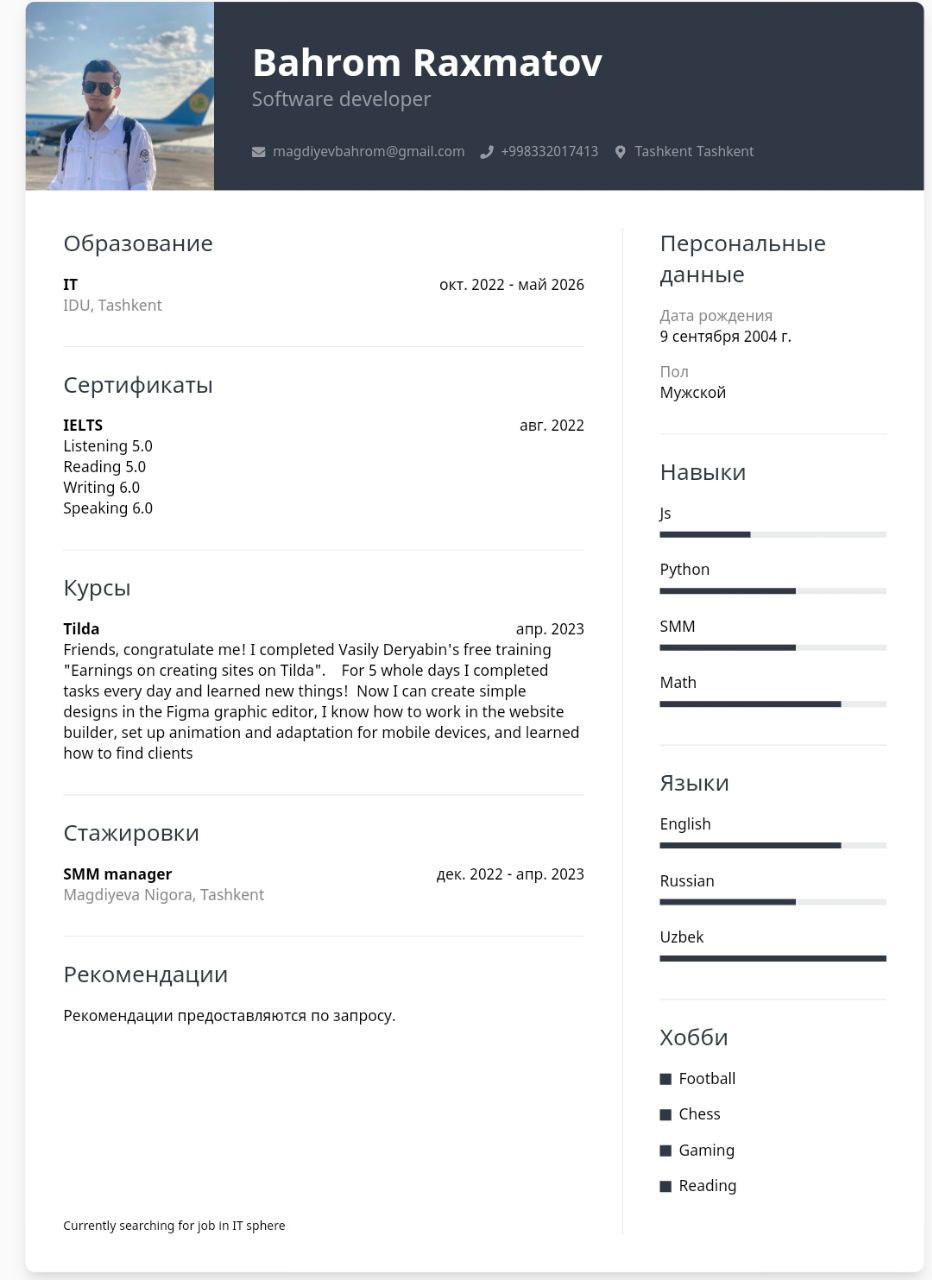 Bahrom Raxmatov
Software developer
magdiyevbahrom@gmail.com +998332017413 Tashkent Tashkent
Образование
IT окт. 2022 - май 2026
IDU, Tashkent
Сертификаты
IELTS авг. 2022
Listening 5.0
Reading 5.0
Writing 6.0
Speaking 6.0
Курсы
Tilda апр. 2023
Friends, congratulate me! I completed Vasily Deryabin's free training
"Earnings on creating sites on Tilda". For 5 whole days I completed
tasks every day and learned new things! Now I can create simple
designs in the Figma graphic editor, I know how to work in the website
builder, set up animation and adaptation for mobile devices, and learned
how to find clients
Стажировки
SMM manager дек. 2022 - апр. 2023
Magdiyeva Nigora, Tashkent
Рекомендации
Рекомендации предоставляются по запросу.
Currently searching for job in IT sphere
Персональные
данные
Дата рождения
9 сентября 2004 г.
Пол
Мужской
Навыки
Js
Python
SMM
Math
Языки
English
Russian
Uzbek
Хобби
Football
Chess
Gaming
Reading